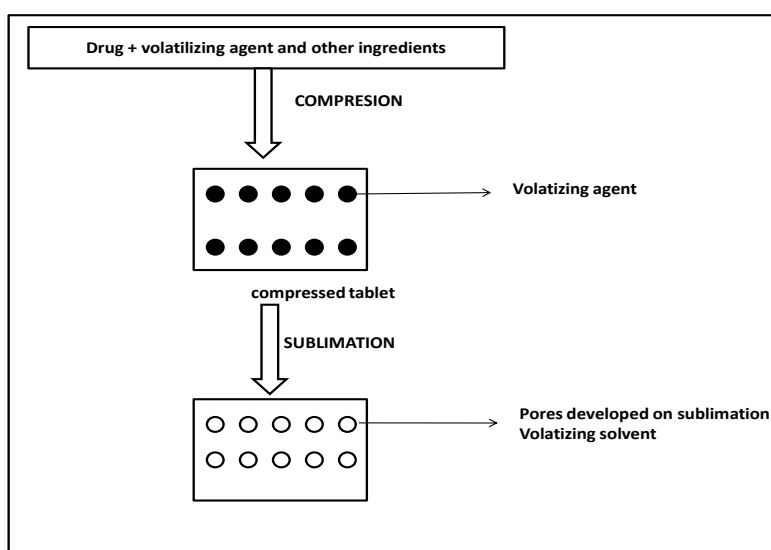 Drug + volatilizing agent and other ingredients
COMPRESION
Volatizing agent
compressed tablet
SUBLIMATION
Pores developed on sublimation
Volatizing solvent